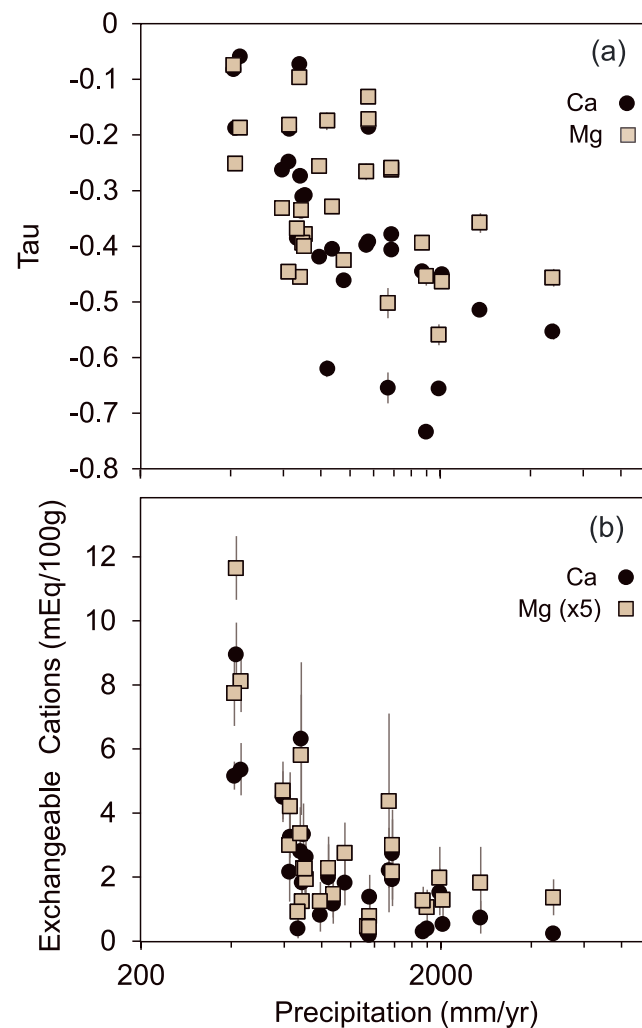 0
-0.1
-0.2
-0.3
-0.4
-0.5
-0.6
-0.7
-0.8
Tau
(a)
Ca
Mg
12
10
8
6
4
2
0
Exchangeable Cations (mEq/100g)
(b)
Ca
Mg (x5)
200
2000
Precipitation (mm/yr)